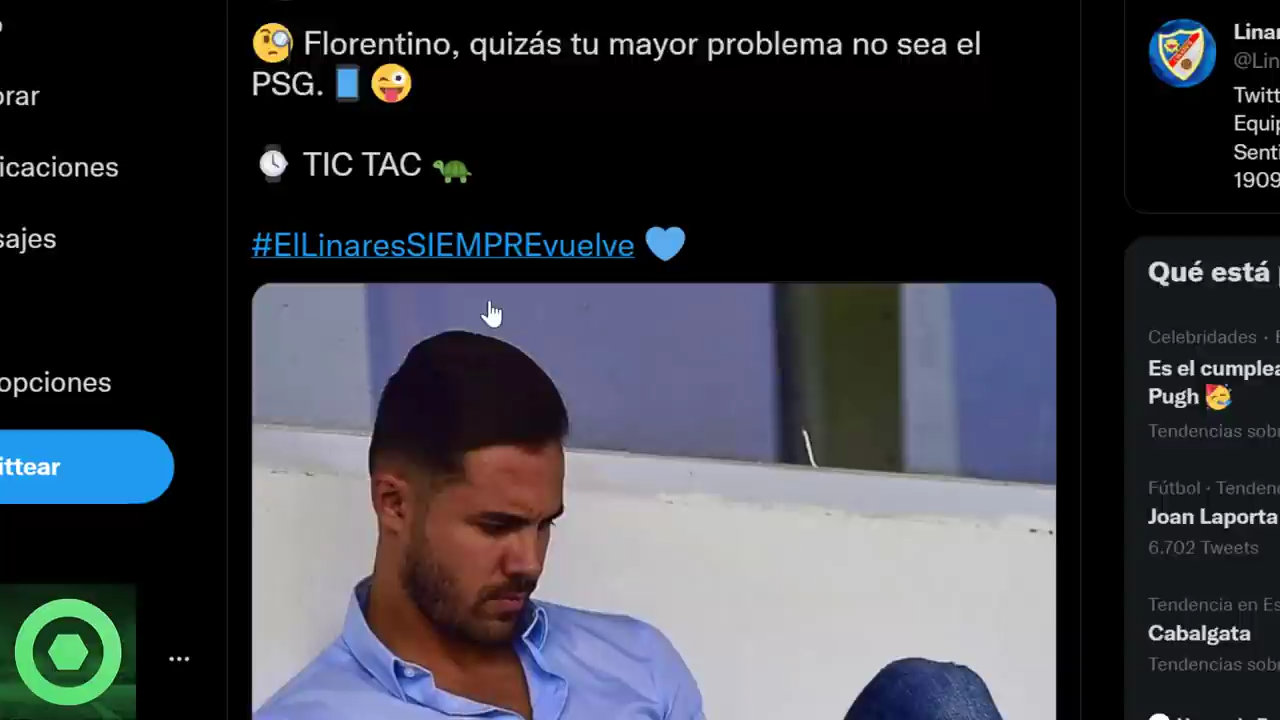 Florentino, quizás tu mayor problema no sea el
PSG.
TIC TAC
#ElLinaresSIEMPREvuelve
orar
icaciones
sajes
opciones
ittear
Linar
@Lin
Twitt
Equip
Senti
1909
Qué está
Celebridades ·
Es el cumplea
Pugh
Tendencias sobr
Fútbol · Tendenc
Joan Laporta
6.702 Tweets
Tendencia en Es
Cabalgata
Tendencias sobr